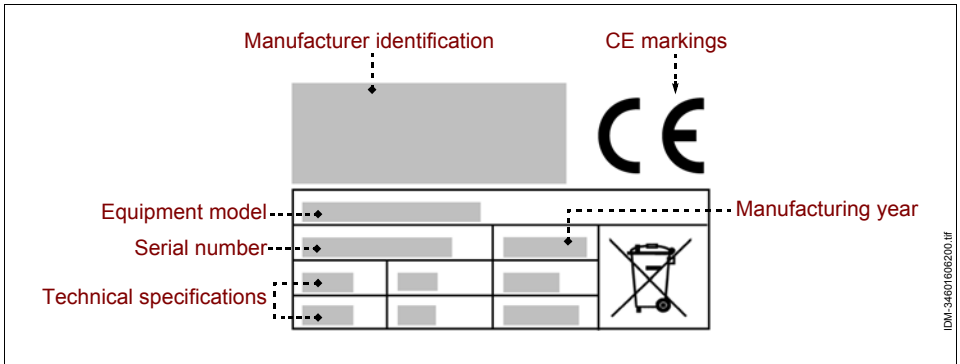 Manufacturer identification
CE markings
CE
Equipment model
Manufacturing year
Serial number
Technical specifications
IDM-34601606200.tif